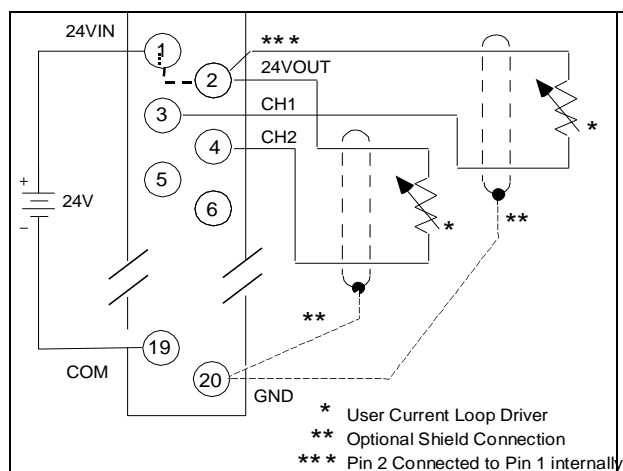 24VIN
1
***
2
24VOUT
3
CH1
*
4
CH2
5
+
24V
6
–
*
**
**
19
COM
20
GND
* User Current Loop Driver
** Optional Shield Connection
*** Pin 2 Connected to Pin 1 internally